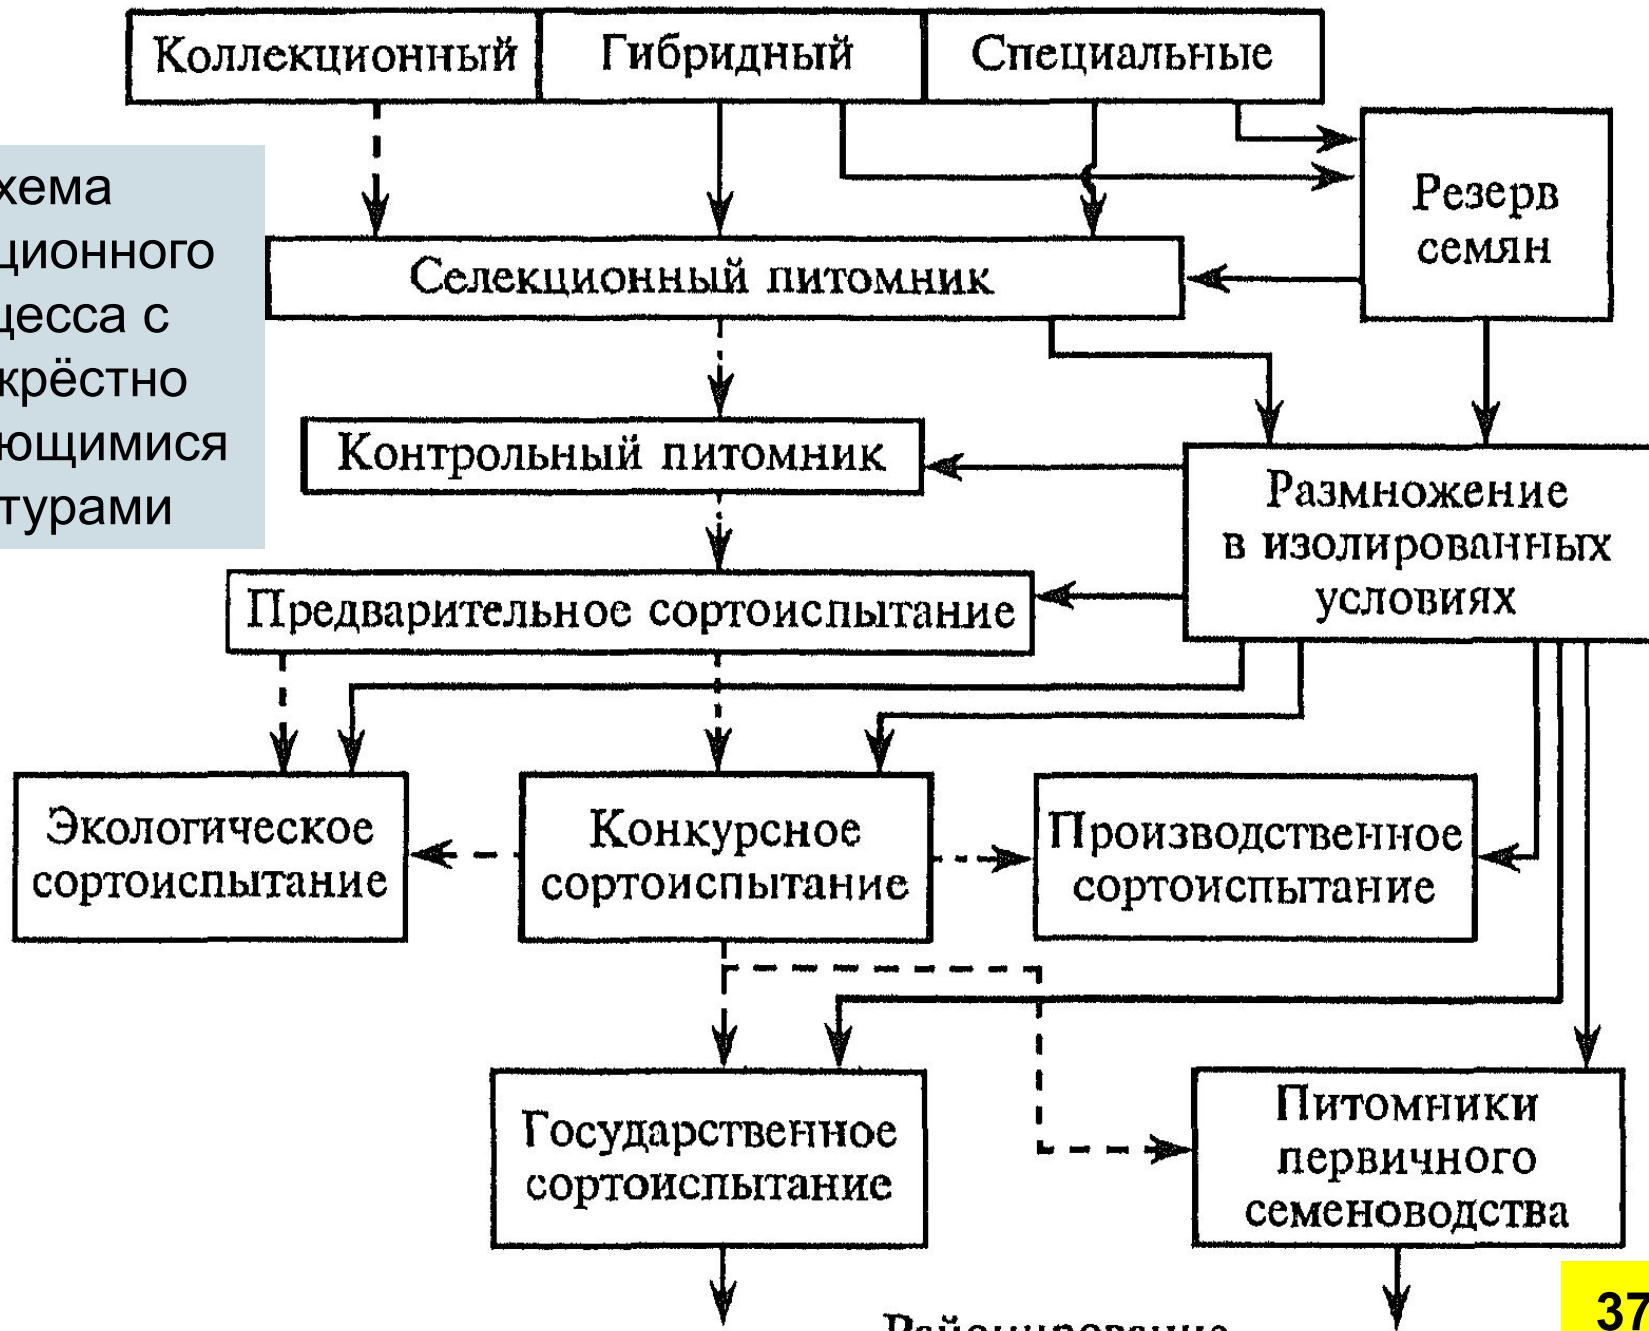 Коллекционный
Гибридный
Специальные
хема
ционного
цесса с
крёстно
ющимися
турами
Резерв
семян
Селекционный питомник
Контрольный питомник
Размножение
в изолированных
условиях
Предварительное сортоиспытание
Экологическое
сортоиспытание
Конкурсное
сортоиспытание
Производственное
сортоиспытание
Государственное
сортоиспытание
Питомники
первичного
семеноводства
Районирование
37